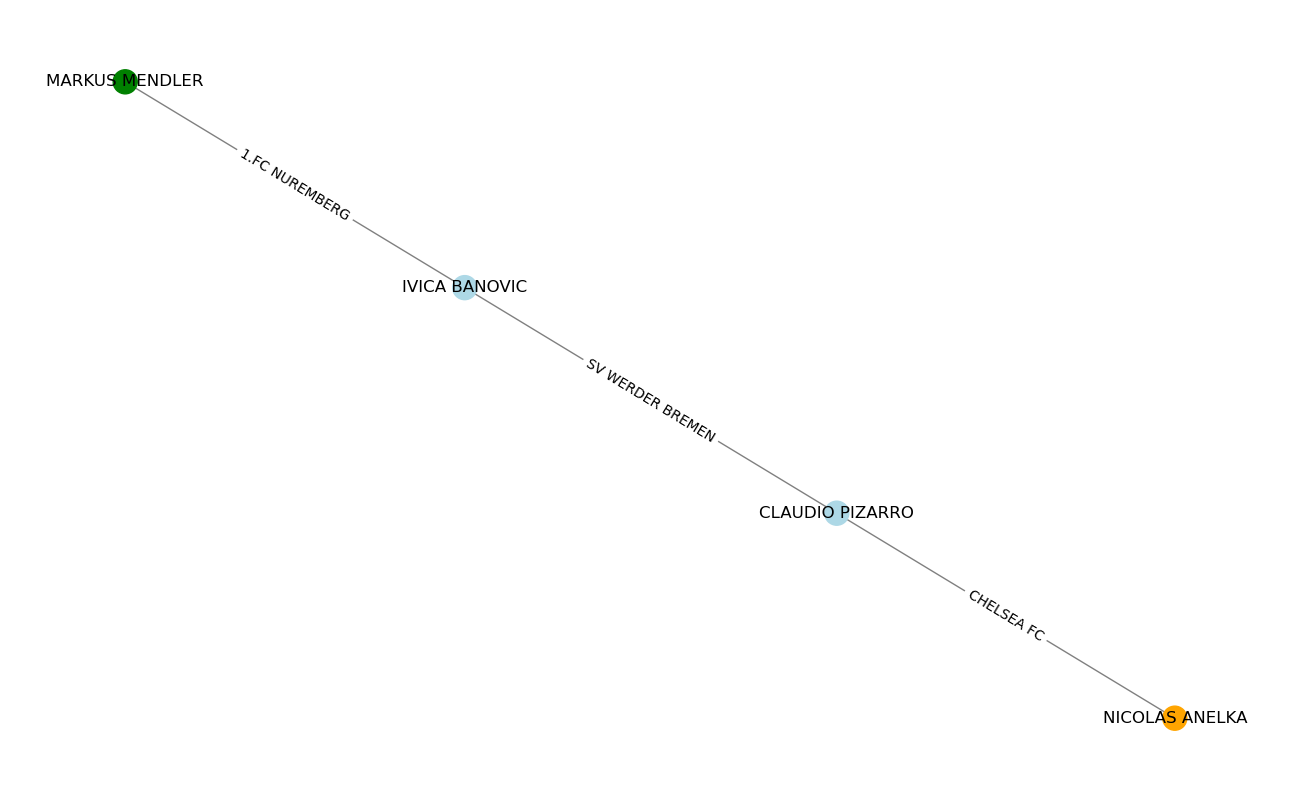 MARKUS MENDLER
1.FC NUREMBERG
IVICA BANOVIC
SV WERDER BREMEN
CLAUDIO PIZARRO
CHELSEA FC
NICOLAS ANELKA